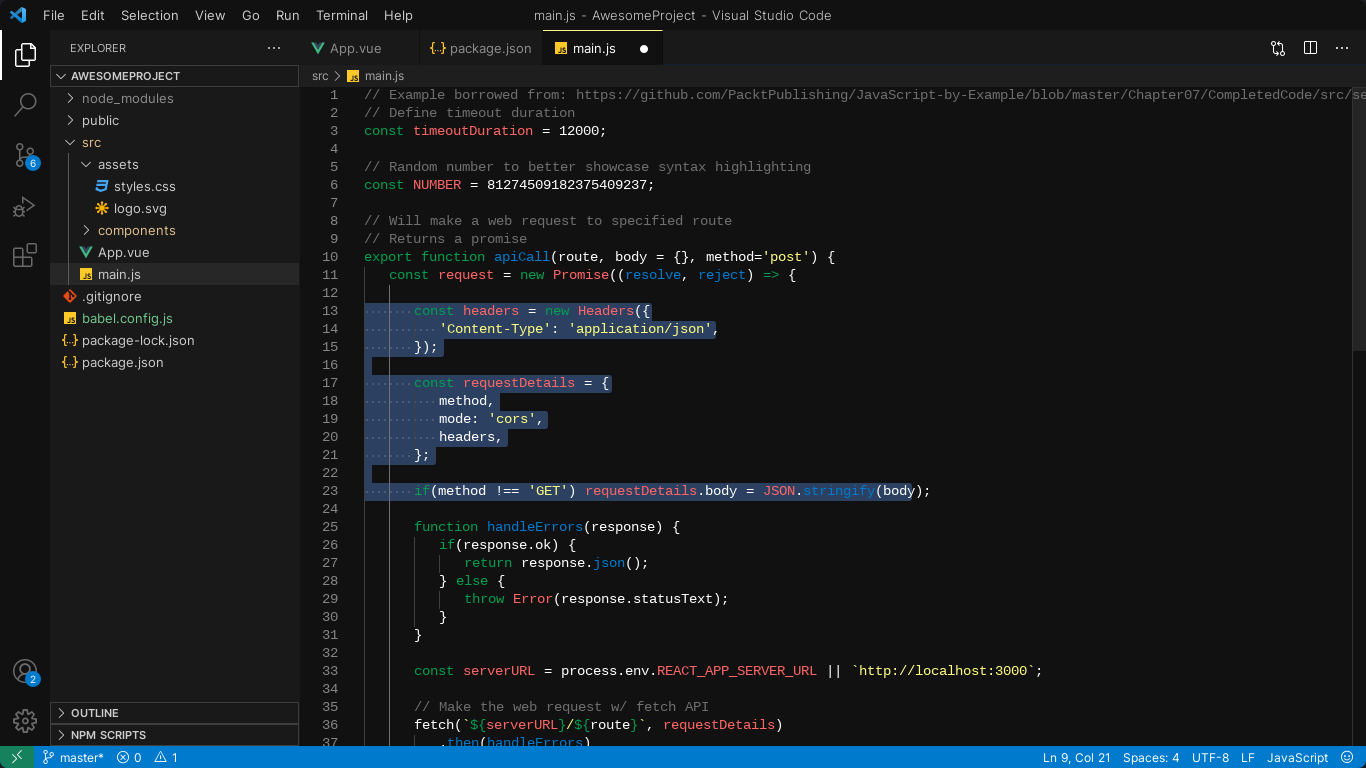 File Edit Selection View Go Run Terminal Help
main.js - AwesomeProject - Visual Studio Code
EXPLORER
App.vue
package.json
main.js
AWESOMEPROJECT
node_modules
public
src
assets
styles.css
logo.svg
components
App.vue
main.js
.gitignore
babel.config.js
package-lock.json
package.json
OUTLINE
NPM SCRIPTS
6
2
src > main.js
1 // Example borrowed from: https://github.com/PacktPublishing/JavaScript-by-Example/blob/master/Chapter07/CompletedCode/src/se
2 // Define timeout duration
3 const timeoutDuration = 12000;
4
5 // Random number to better showcase syntax highlighting
6 const NUMBER = 81274509182375409237;
7
8 // Will make a web request to specified route
9 // Returns a promise
10 export function apiCall(route, body = {}, method='post') {
11 const request = new Promise((resolve, reject) => {
12
13 const headers = new Headers({
14 'Content-Type': 'application/json',
15 });
16
17 const requestDetails = {
18 method,
19 mode: 'cors',
20 headers,
21 };
22
23 if(method !== 'GET') requestDetails.body = JSON.stringify(body);
24
25 function handleErrors(response) {
26 if(response.ok) {
27 return response.json();
28 } else {
29 throw Error(response.statusText);
30 }
31 }
32
33 const serverURL = process.env.REACT_APP_SERVER_URL || `http://localhost:3000`;
34
35 // Make the web request w/ fetch API
36 fetch(`${serverURL}/${route}`, requestDetails)
37 .then(handleErrors)
master* 0 1
Ln 9, Col 21 Spaces: 4 UTF-8 LF JavaScript